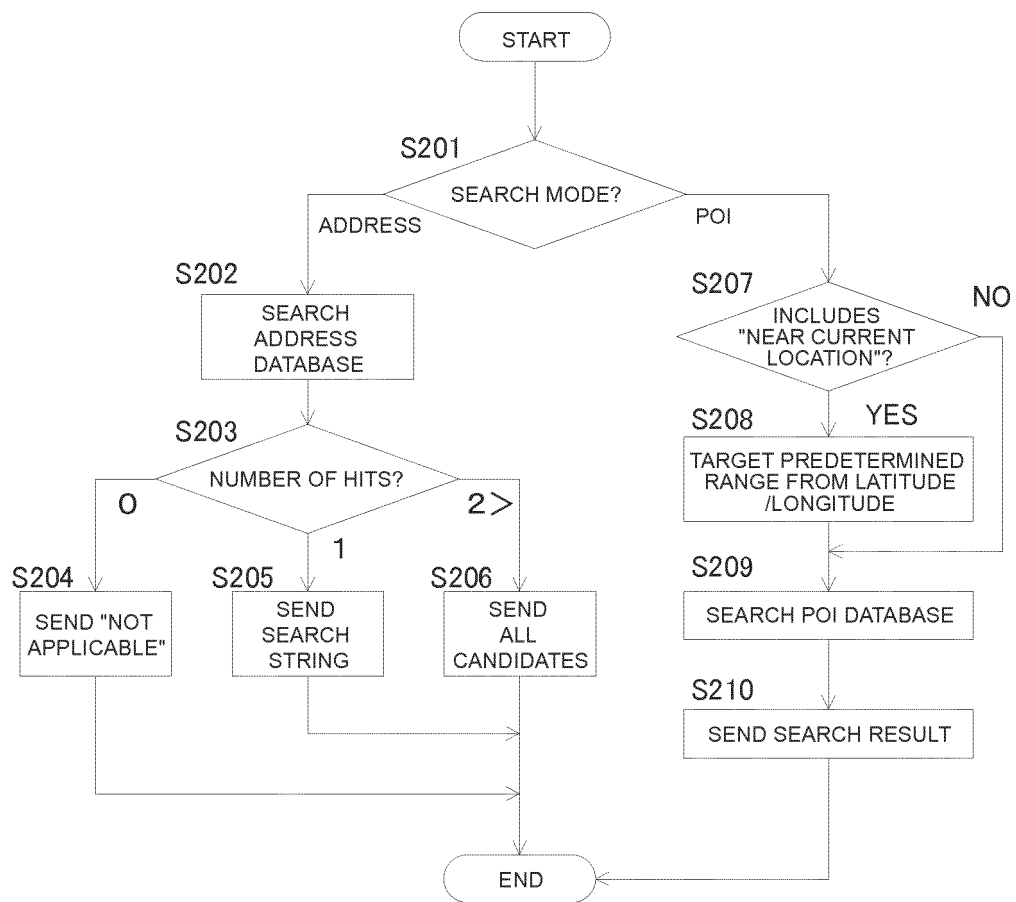 START
S201
SEARCH MODE?
ADDRESS
POI
S202
SEARCH
ADDRESS
DATABASE
S207
NO
INCLUDES
"NEAR CURRENT
LOCATION"?
S203
NUMBER OF HITS?
0
1
2>
YES
S208
TARGET PREDETERMINED
RANGE FROM LATITUDE
/LONGITUDE
S204
SEND "NOT
APPLICABLE"
S205
SEND
SEARCH
STRING
S206
SEND
ALL
CANDIDATES
S209
SEARCH POI DATABASE
S210
SEND SEARCH RESULT
END